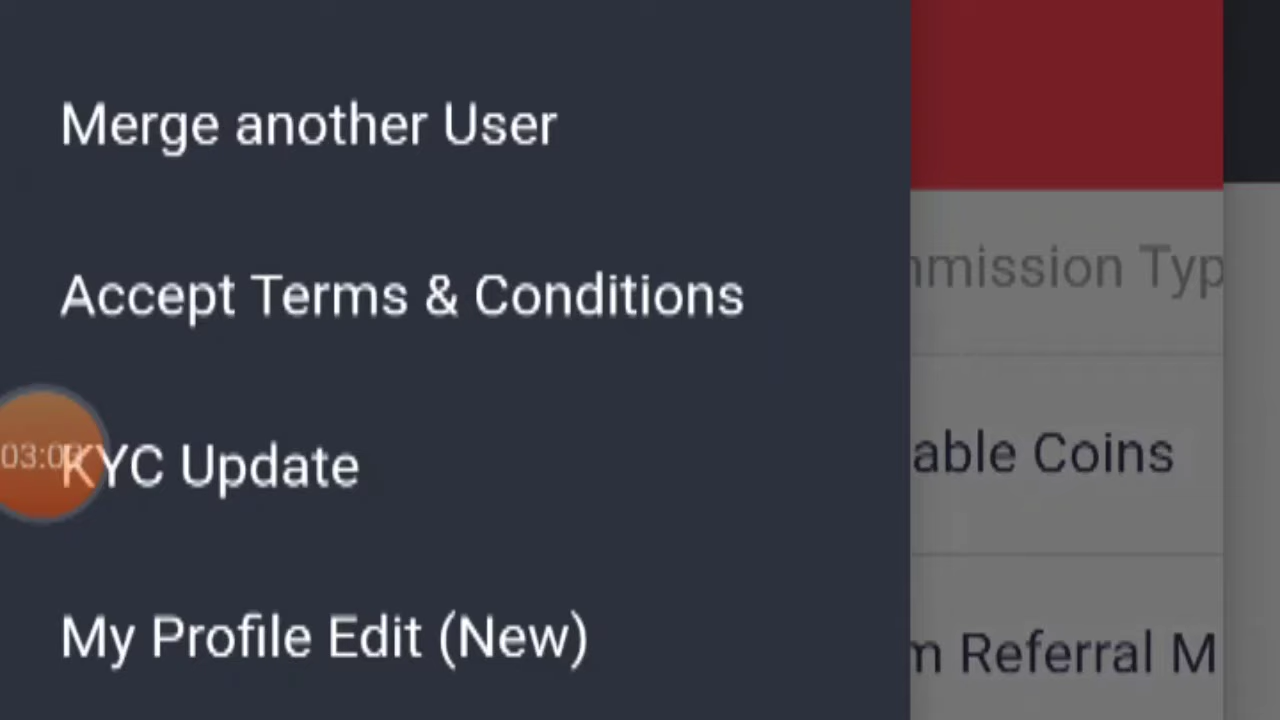 Merge another User
mmission Typ
Accept Terms & Conditions
able Coins
KYC Update
m Referral M
My Profile Edit (New)